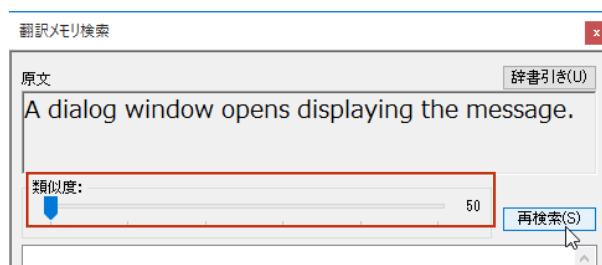 翻訳メモリ検索
x
原文
辞書引き(U)
A dialog window opens displaying the message.
類似度:
50
再検索(S)